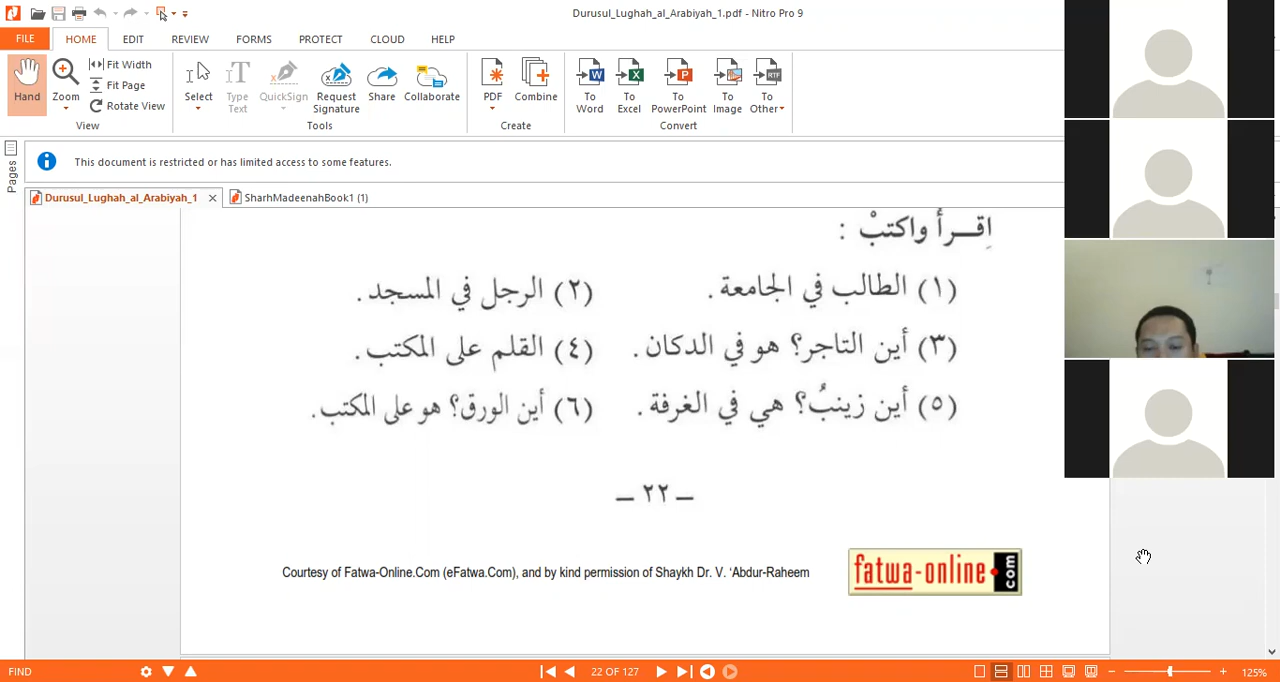 Durusul_Lughah_al_Arabiyah_1.pdf - Nitro Pro 9
FILE HOME EDIT REVIEW FORMS PROTECT CLOUD HELP
Hand Zoom Fit Width Fit Page Rotate View Select Type Text QuickSign Request Signature Share Collaborate PDF Combine To Word To Excel To PowerPoint To Image To Other
View Tools Create Convert
This document is restricted or has limited access to some features.
Pages
Durusul_Lughah_al_Arabiyah_1 SharhMadeenahBook1 (1)
اِقـــرأ واكتبْ :
(١) الطالب في الجامعة . (٢) الرجل في المسجد .
(٣) أين التاجر؟ هو في الدكان . (٤) القلم على المكتب .
(٥) أين زينبُ؟ هي في الغرفة . (٦) أين الورق؟ هو على المكتب .
– ٢٢ –
Courtesy of Fatwa-Online.Com (eFatwa.Com), and by kind permission of Shaykh Dr. V. ‘Abdur-Raheem
fatwa-online.com
FIND 22 OF 127 125%